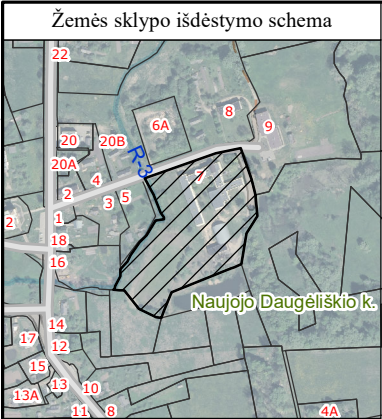 Žemės sklypo išdėstymo schema
22
20
20B
6A
8
9
20A
R-3
7
2
4
3
5
2
1
18
16
Naujojo Daugėliškio k.
14
17
12
15
13
10
13A
11
8
4A